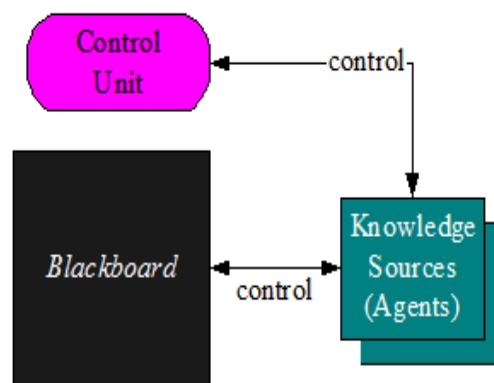 Control
Unit
control
Blackboard
control
Knowledge
Sources
(Agents)